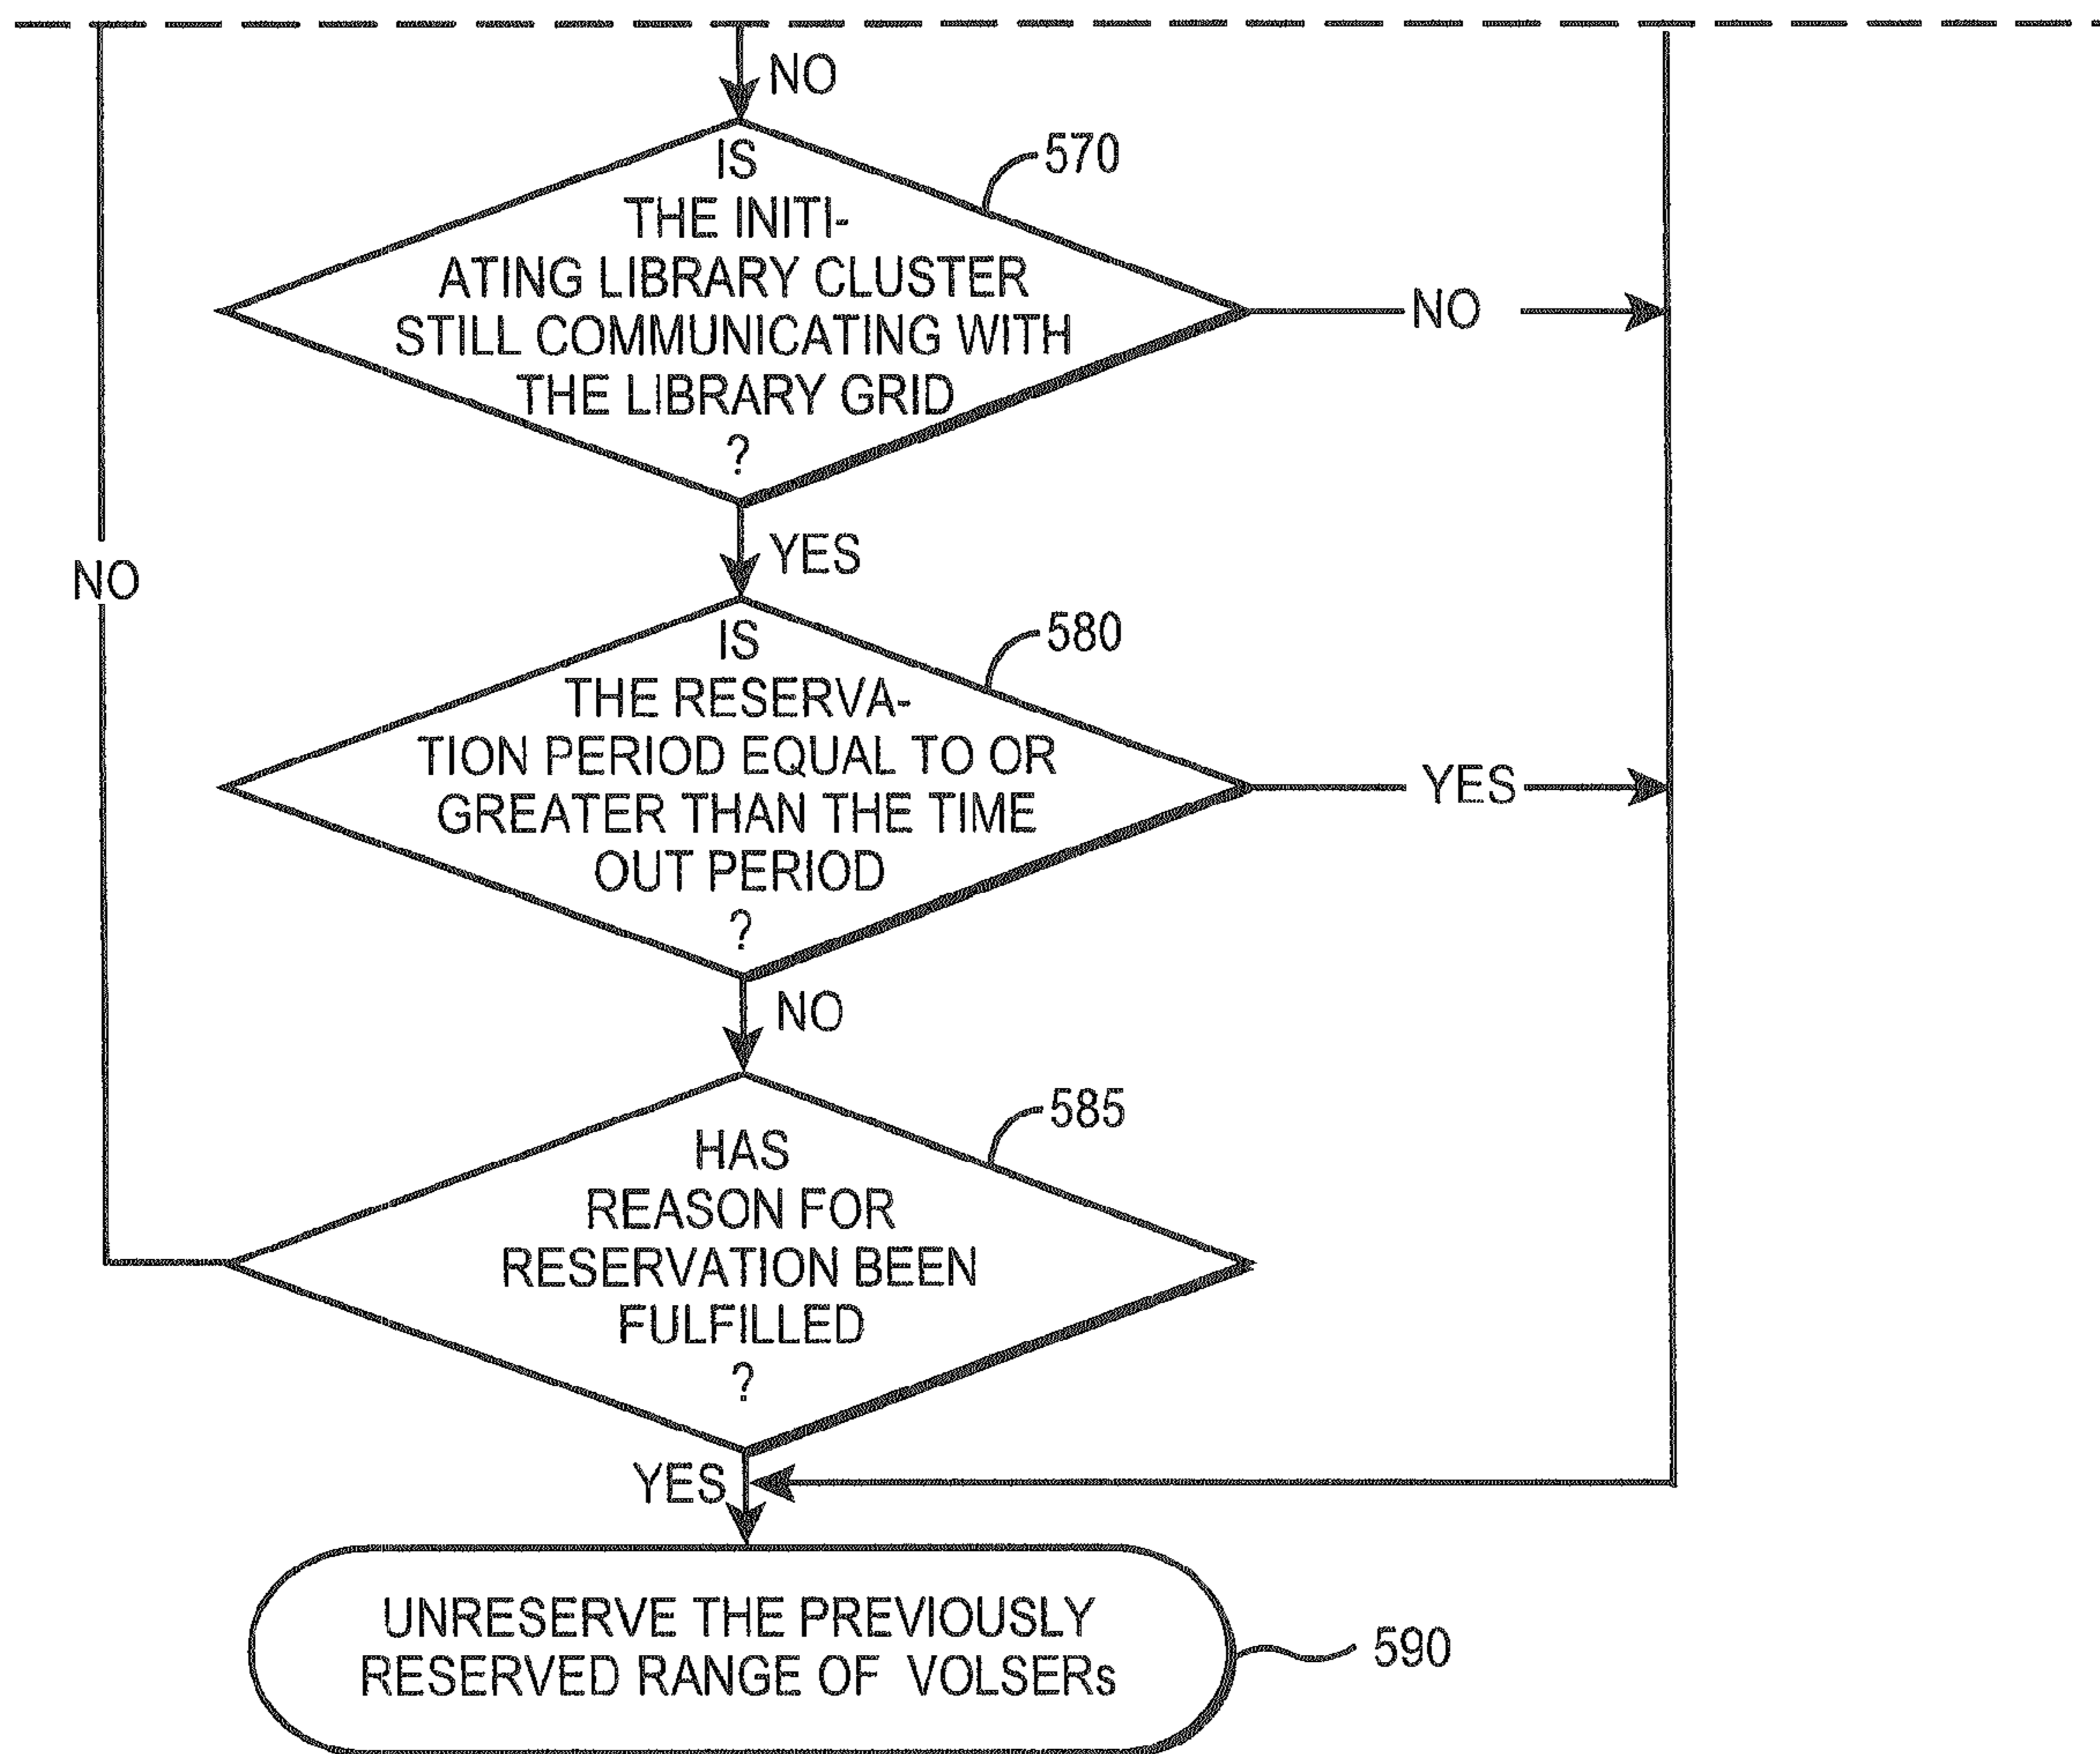 NO
IS
THE INITI-
ATING LIBRARY CLUSTER
STILL COMMUNICATING WITH
THE LIBRARY GRID
?
570
NO
YES
NO
IS
THE RESERVA-
TION PERIOD EQUAL TO OR
GREATER THAN THE TIME
OUT PERIOD
?
580
YES
NO
HAS
REASON FOR
RESERVATION BEEN
FULFILLED
?
585
YES
UNRESERVE THE PREVIOUSLY
RESERVED RANGE OF VOLSERs
590